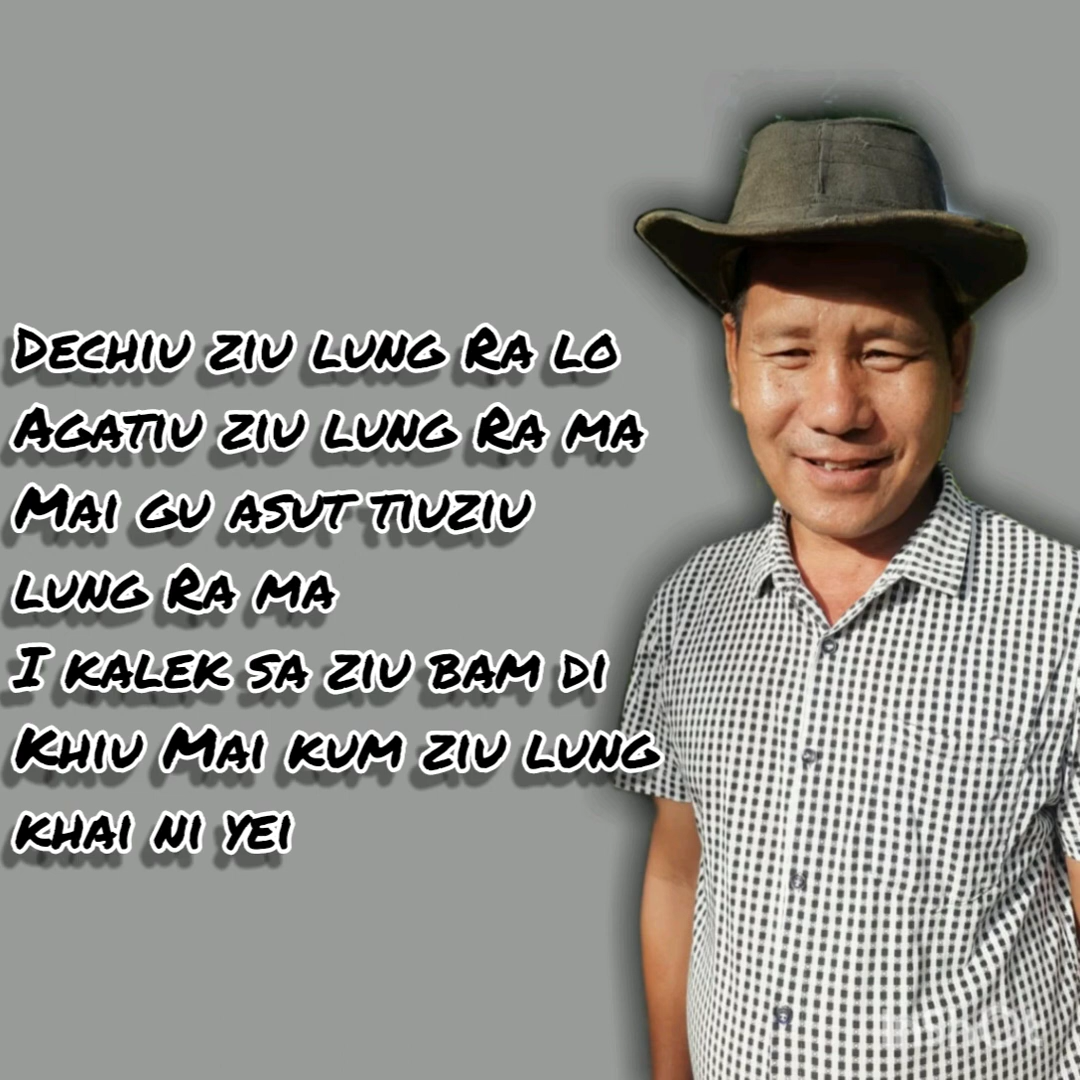 Dechiu ziu lung Ra lo
Agatiu ziu lung Ra ma
Mai gu asut tiuziu
lung Ra ma
I kalek sa ziu bam di
Khiu Mai kum ziu lung
khai ni yei